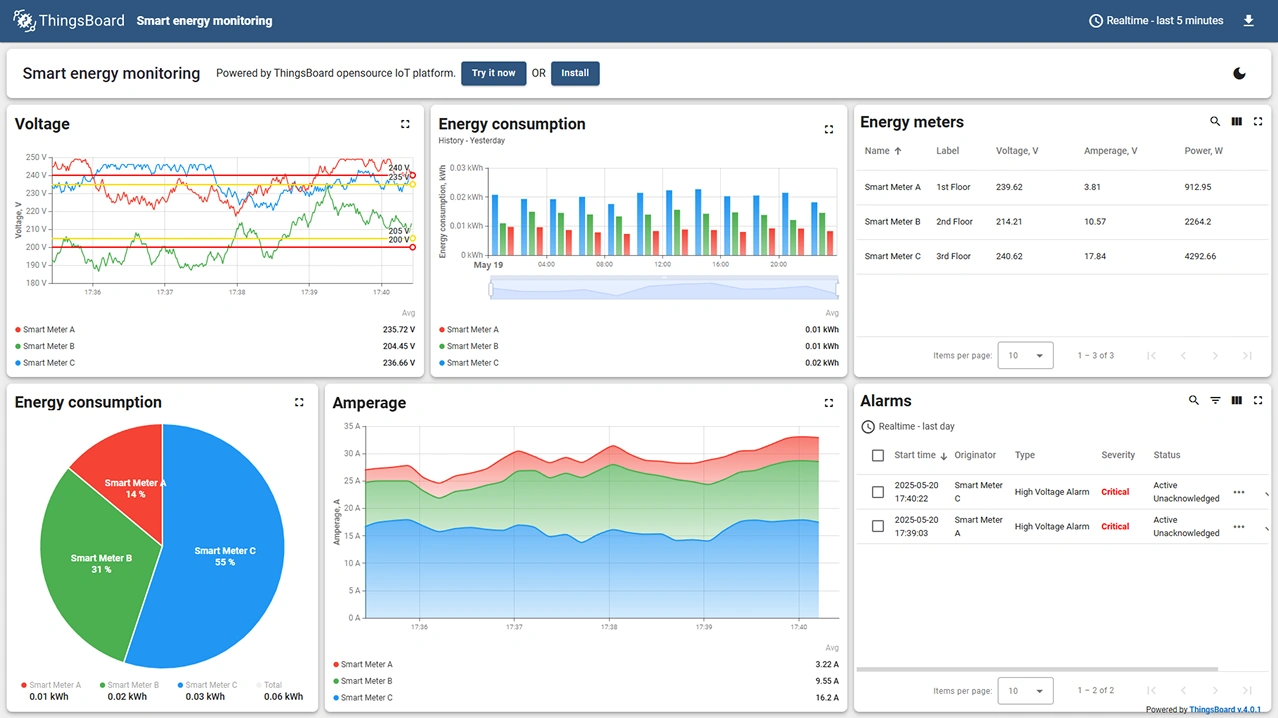 ThingsBoard Smart energy monitoring Realtime - last 5 minutes
Smart energy monitoring Powered by ThingsBoard opensource IoT platform. Try it now OR Install
Voltage
250 V
240 V
230 V
220 V
210 V
200 V
190 V
180 V
Voltage, V
240 V
235 V
205 V
200 V
17:36 17:37 17:38 17:39 17:40
Avg
Smart Meter A 235.72 V
Smart Meter B 204.45 V
Smart Meter C 236.66 V
Energy consumption
History - Yesterday
Energy consumption, kWh
0.03 kWh
0.02 kWh
0.01 kWh
0 kWh
May 19 04:00 08:00 12:00 16:00 20:00
Avg
Smart Meter A 0.01 kWh
Smart Meter B 0.01 kWh
Smart Meter C 0.02 kWh
Energy meters
Name Label Voltage, V Amperage, V Power, W
Smart Meter A 1st Floor 239.62 3.81 912.95
Smart Meter B 2nd Floor 214.21 10.57 2264.2
Smart Meter C 3rd Floor 240.62 17.84 4292.66
Items per page: 10 1 – 3 of 3
Energy consumption
Smart Meter A
14 %
Smart Meter B
31 %
Smart Meter C
55 %
Smart Meter A Smart Meter B Smart Meter C Total
0.01 kWh 0.02 kWh 0.03 kWh 0.06 kWh
Amperage
35 A
30 A
25 A
20 A
15 A
10 A
5 A
0 A
Amperage, A
17:36 17:37 17:38 17:39 17:40
Avg
Smart Meter A 3.22 A
Smart Meter B 9.55 A
Smart Meter C 16.2 A
Alarms
Realtime - last day
Start time Originator Type Severity Status
2025-05-20 Smart Meter High Voltage Alarm Critical Active
17:40:22 C Unacknowledged
2025-05-20 Smart Meter High Voltage Alarm Critical Active
17:39:03 A Unacknowledged
Items per page: 10 1 – 2 of 2
Powered by ThingsBoard v.4.0.1